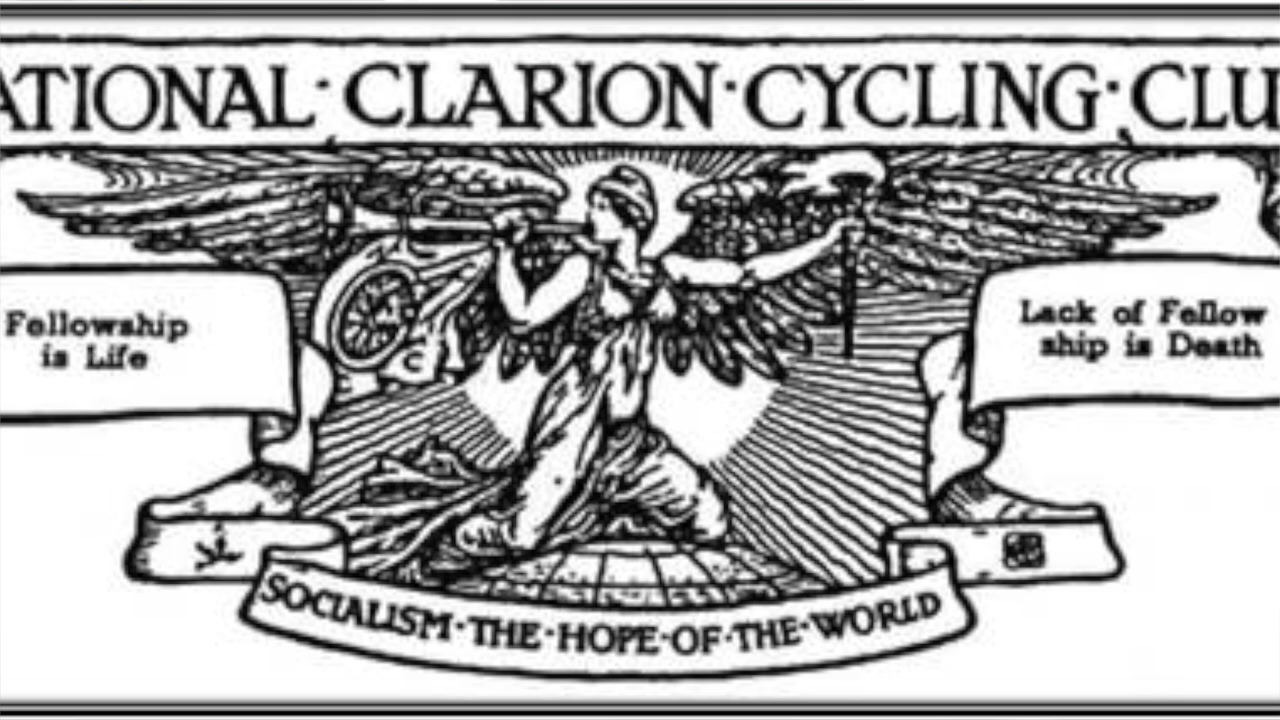 ATIONAL·CLARION·CYCLING·CLU
Fellowship
is Life
Lack of Fellow
ship is Death
C
SOCIALISM·THE·HOPE·OF·THE·WORLD